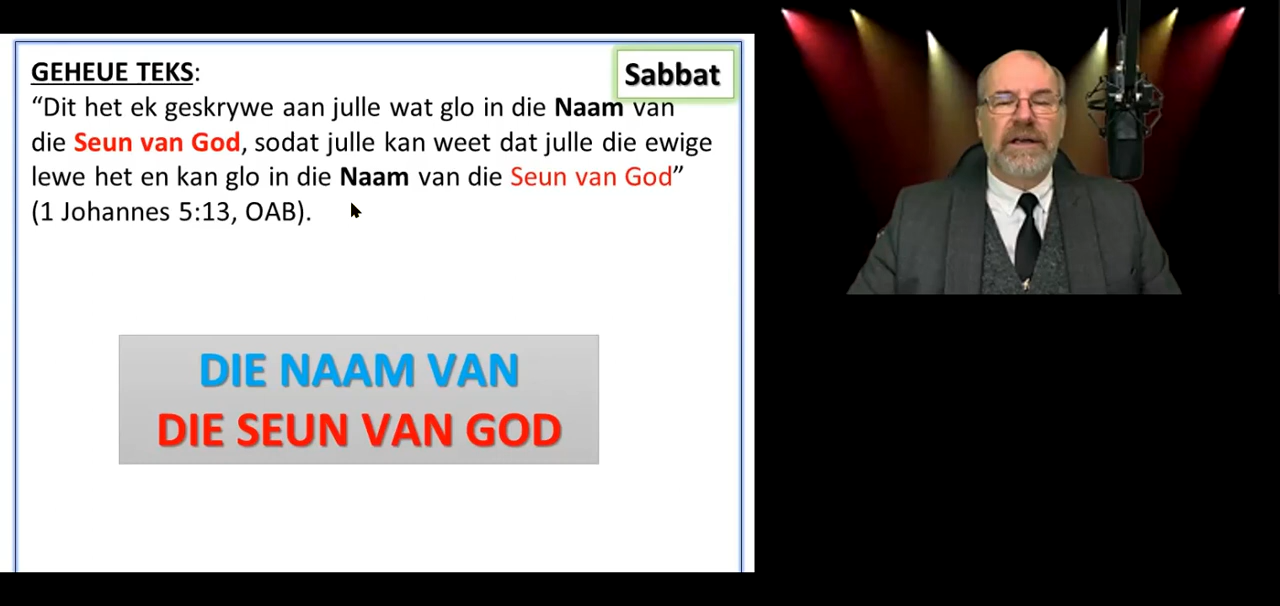 GEHEUE TEKS:
Sabbat
“Dit het ek geskrywe aan julle wat glo in die Naam van
die Seun van God, sodat julle kan weet dat julle die ewige
lewe het en kan glo in die Naam van die Seun van God”
(1 Johannes 5:13, OAB).
DIE NAAM VAN
DIE SEUN VAN GOD